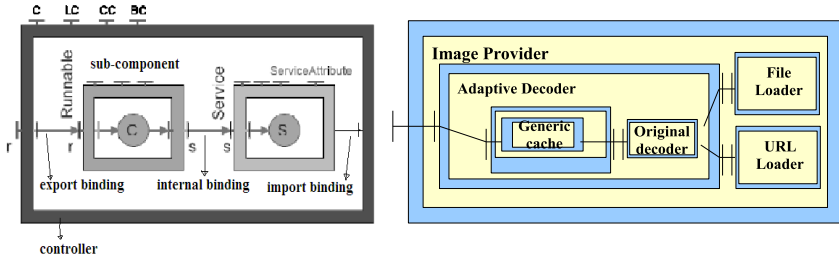 C LC CC BC
sub-component
Runnable
Service
ServiceAttribute
C
S
r
r
s
s
export binding
internal binding
import binding
controller
Image Provider
Adaptive Decoder
Generic
cache
Original
decoder
File
Loader
URL
Loader